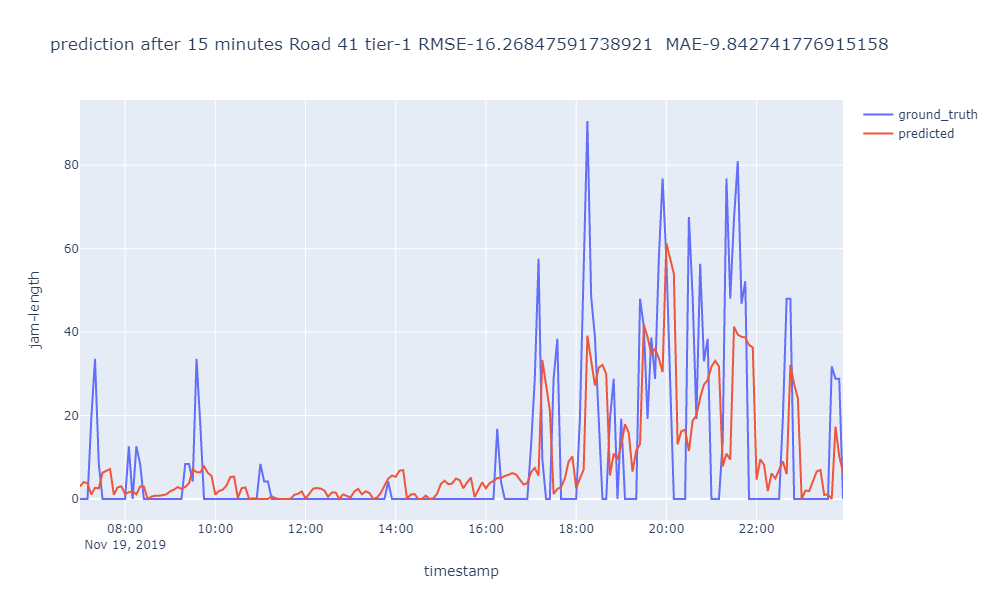 prediction after 15 minutes Road 41 tier-1 RMSE-16.26847591738921  MAE-9.842741776915158
ground_truth
predicted
80
60
40
20
0
jam-length
08:00 10:00 12:00 14:00 16:00 18:00 20:00 22:00
Nov 19, 2019
timestamp